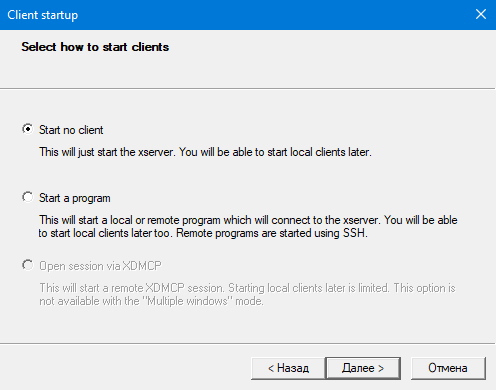 Client startup
Select how to start clients
Start no client
This will just start the xserver. You will be able to start local clients later.
Start a program
This will start a local or remote program which will connect to the xserver. You will be able
to start local clients later too. Remote programs are started using SSH.
Open session via XDMCP
This will start a remote XDMCP session. Starting local clients later is limited. This option is
not available with the "Multiple windows" mode.
< Назад Далее > Отмена